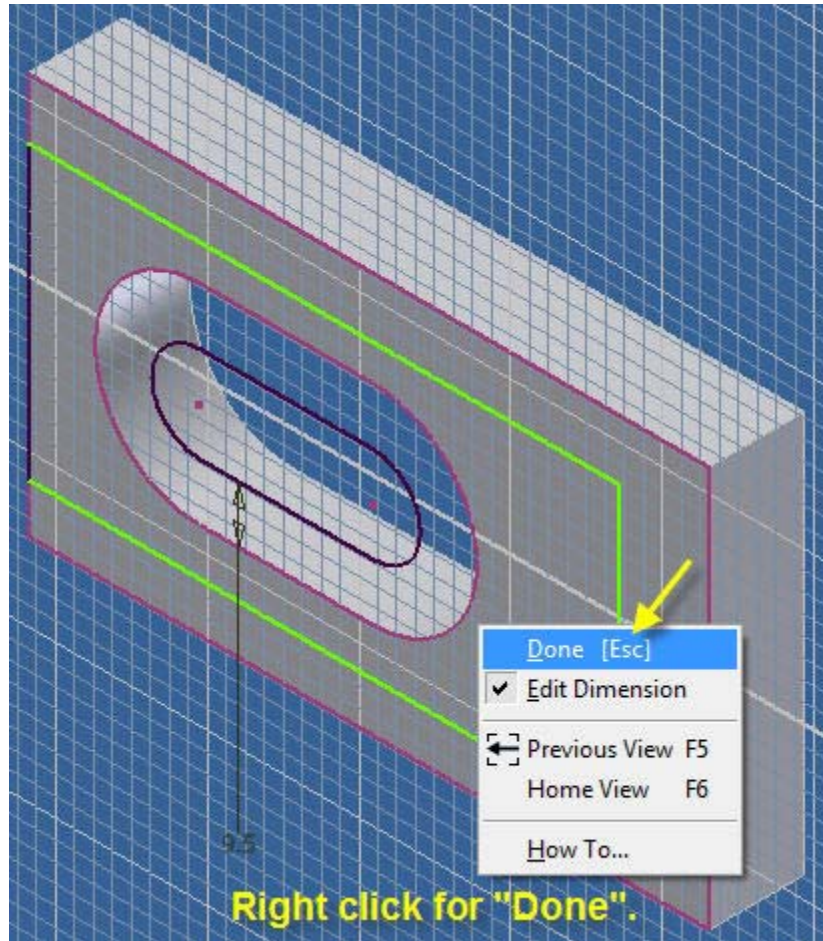 Done [Esc]
Edit Dimension
Previous View F5
Home View F6
How To...
9.5
Right click for "Done".